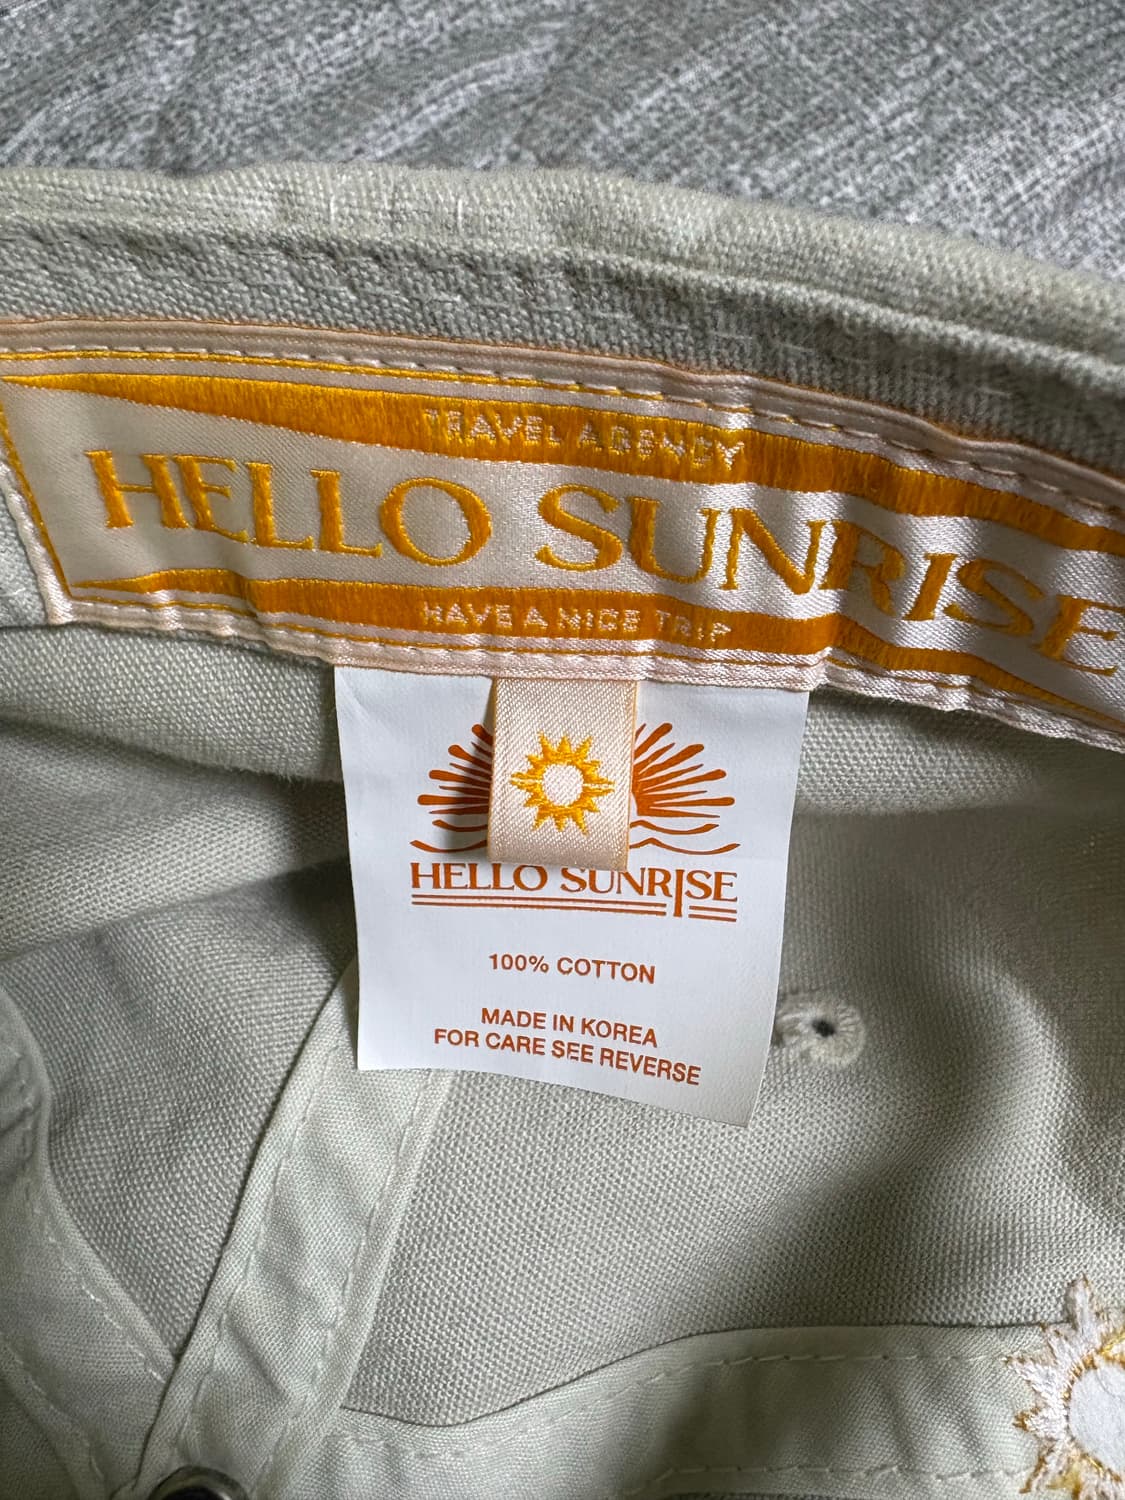 TRAVEL AGENCY
HELLO SUNRISE
HAVE A NICE TRIP
HELLO SUNRISE
100% COTTON
MADE IN KOREA
FOR CARE SEE REVERSE